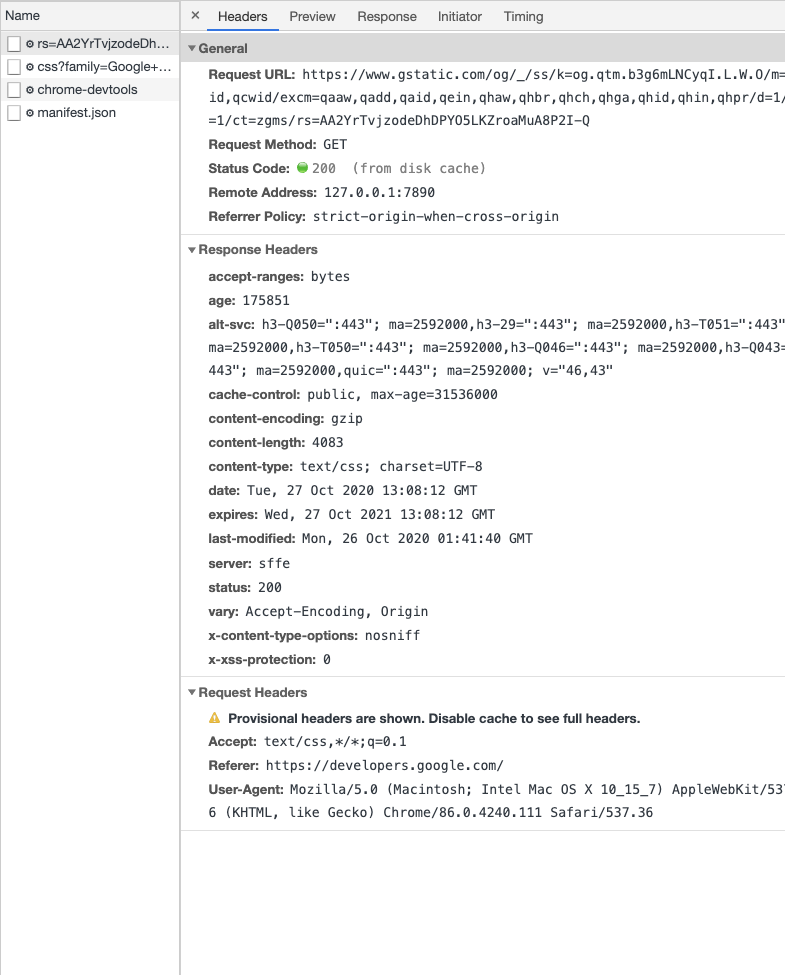 Name
rs=AA2YrTvjzodeDh…
css?family=Google+…
chrome-devtools
manifest.json
× Headers Preview Response Initiator Timing
General
Request URL: https://www.gstatic.com/og/_/ss/k=og.qtm.b3g6mLNCyqI.L.W.O/m=
id,qcwid/excm=qaaw,qadd,qaid,qein,qhaw,qhbr,qhch,qhga,qhid,qhin,qhpr/d=1/
=1/ct=zgms/rs=AA2YrTvjzodeDhDPYO5LKZroaMuA8P2I-Q
Request Method: GET
Status Code: 200 (from disk cache)
Remote Address: 127.0.0.1:7890
Referrer Policy: strict-origin-when-cross-origin
Response Headers
accept-ranges: bytes
age: 175851
alt-svc: h3-Q050=":443"; ma=2592000,h3-29=":443"; ma=2592000,h3-T051=":443"
ma=2592000,h3-T050=":443"; ma=2592000,h3-Q046=":443"; ma=2592000,h3-Q043=
443"; ma=2592000,quic=":443"; ma=2592000; v="46,43"
cache-control: public, max-age=31536000
content-encoding: gzip
content-length: 4083
content-type: text/css; charset=UTF-8
date: Tue, 27 Oct 2020 13:08:12 GMT
expires: Wed, 27 Oct 2021 13:08:12 GMT
last-modified: Mon, 26 Oct 2020 01:41:40 GMT
server: sffe
status: 200
vary: Accept-Encoding, Origin
x-content-type-options: nosniff
x-xss-protection: 0
Request Headers
Provisional headers are shown. Disable cache to see full headers.
Accept: text/css,*/*;q=0.1
Referer: https://developers.google.com/
User-Agent: Mozilla/5.0 (Macintosh; Intel Mac OS X 10_15_7) AppleWebKit/537
6 (KHTML, like Gecko) Chrome/86.0.4240.111 Safari/537.36